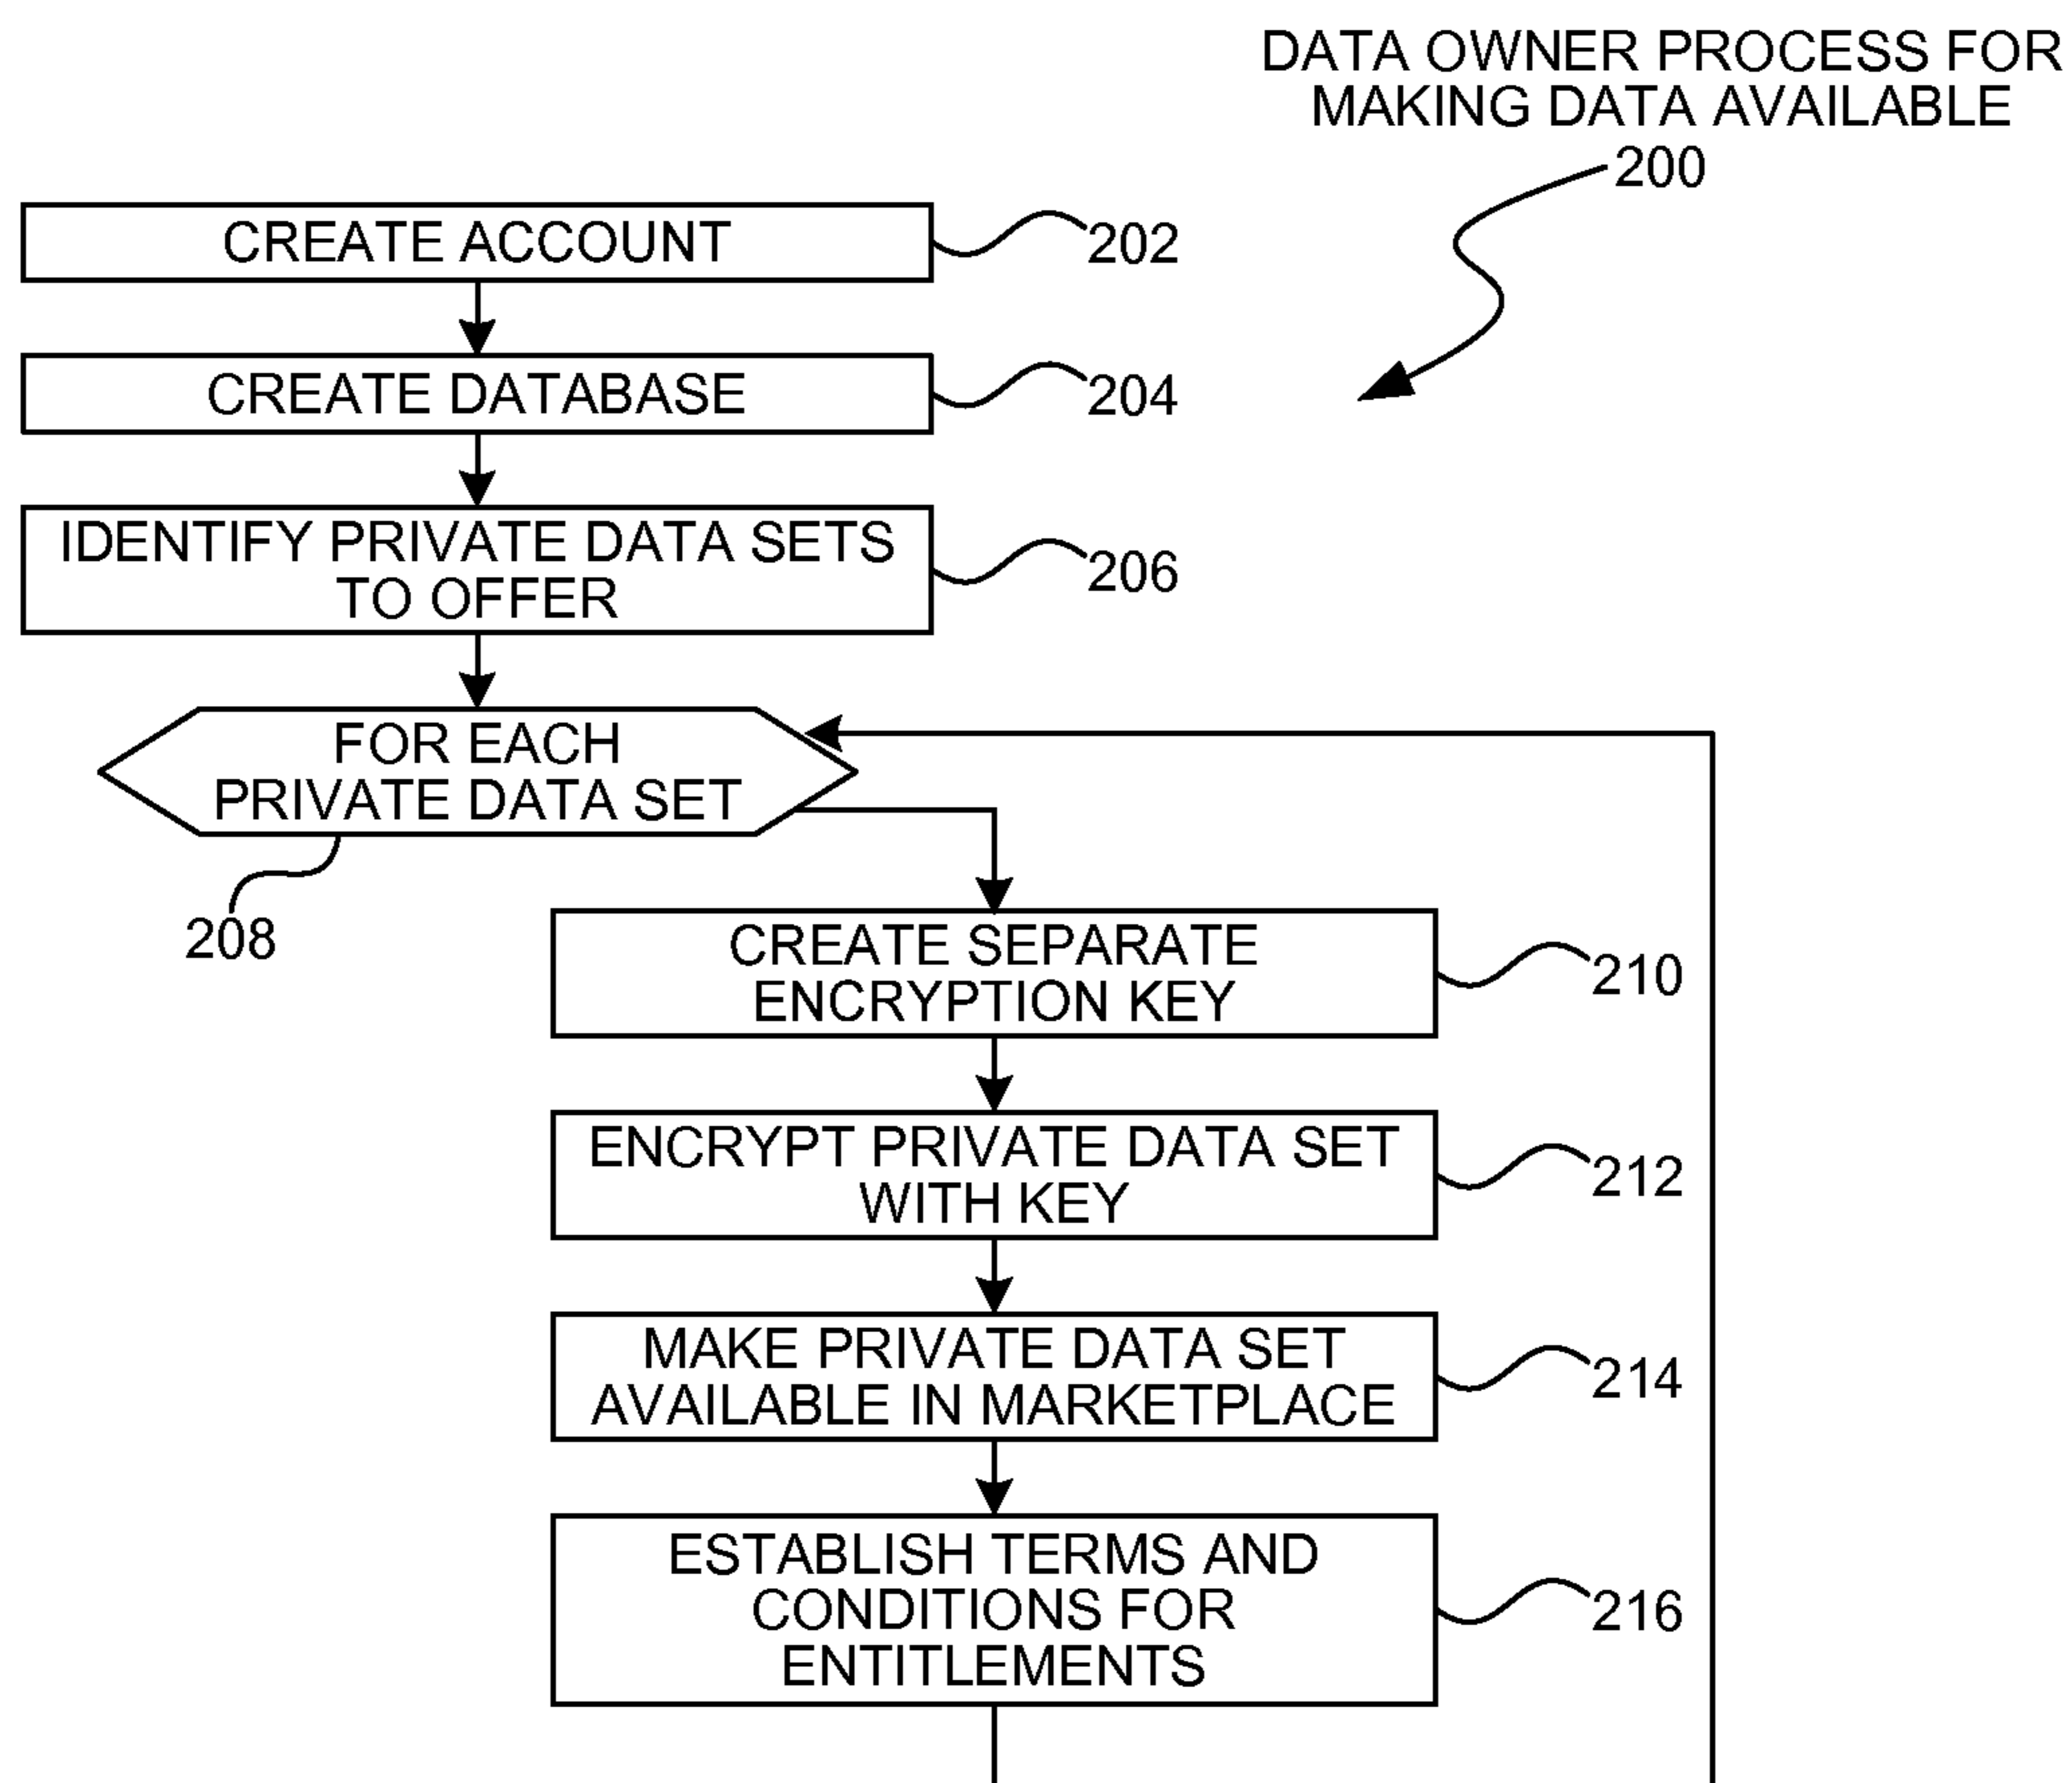 DATA OWNER PROCESS FOR
MAKING DATA AVAILABLE
200
CREATE ACCOUNT
202
CREATE DATABASE
204
IDENTIFY PRIVATE DATA SETS
TO OFFER
206
FOR EACH
PRIVATE DATA SET
208
CREATE SEPARATE
ENCRYPTION KEY
210
ENCRYPT PRIVATE DATA SET
WITH KEY
212
MAKE PRIVATE DATA SET
AVAILABLE IN MARKETPLACE
214
ESTABLISH TERMS AND
CONDITIONS FOR
ENTITLEMENTS
216